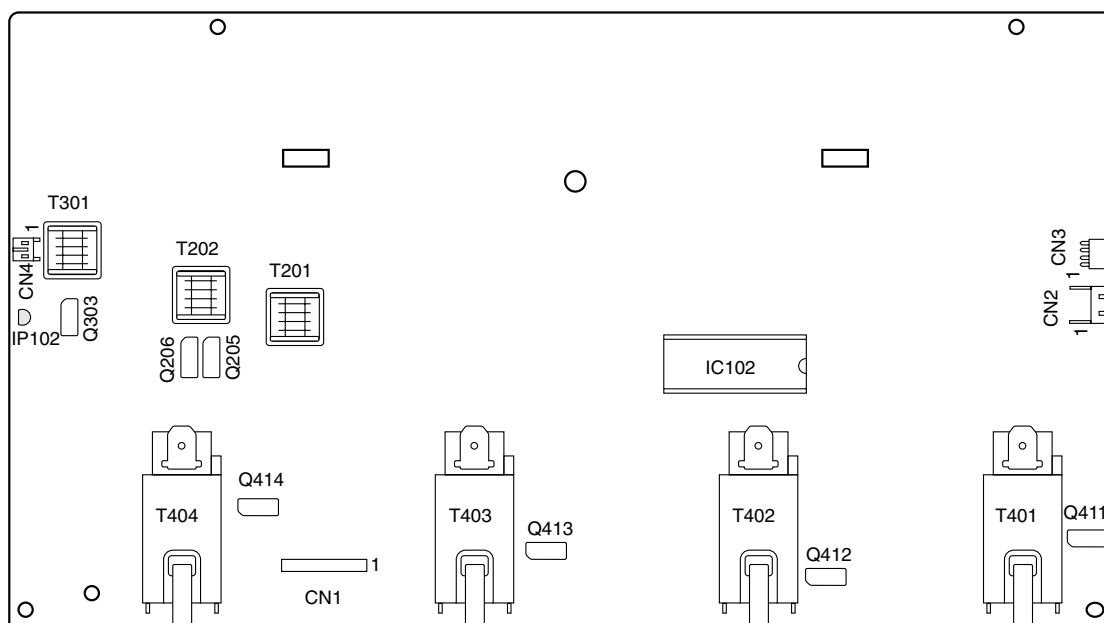 T301
1
CN4
T202
T201
CN3
1
CN2
1
IP102
Q303
Q206
Q205
IC102
Q414
T404
T403
T402
T401
Q411
Q413
Q412
1
CN1